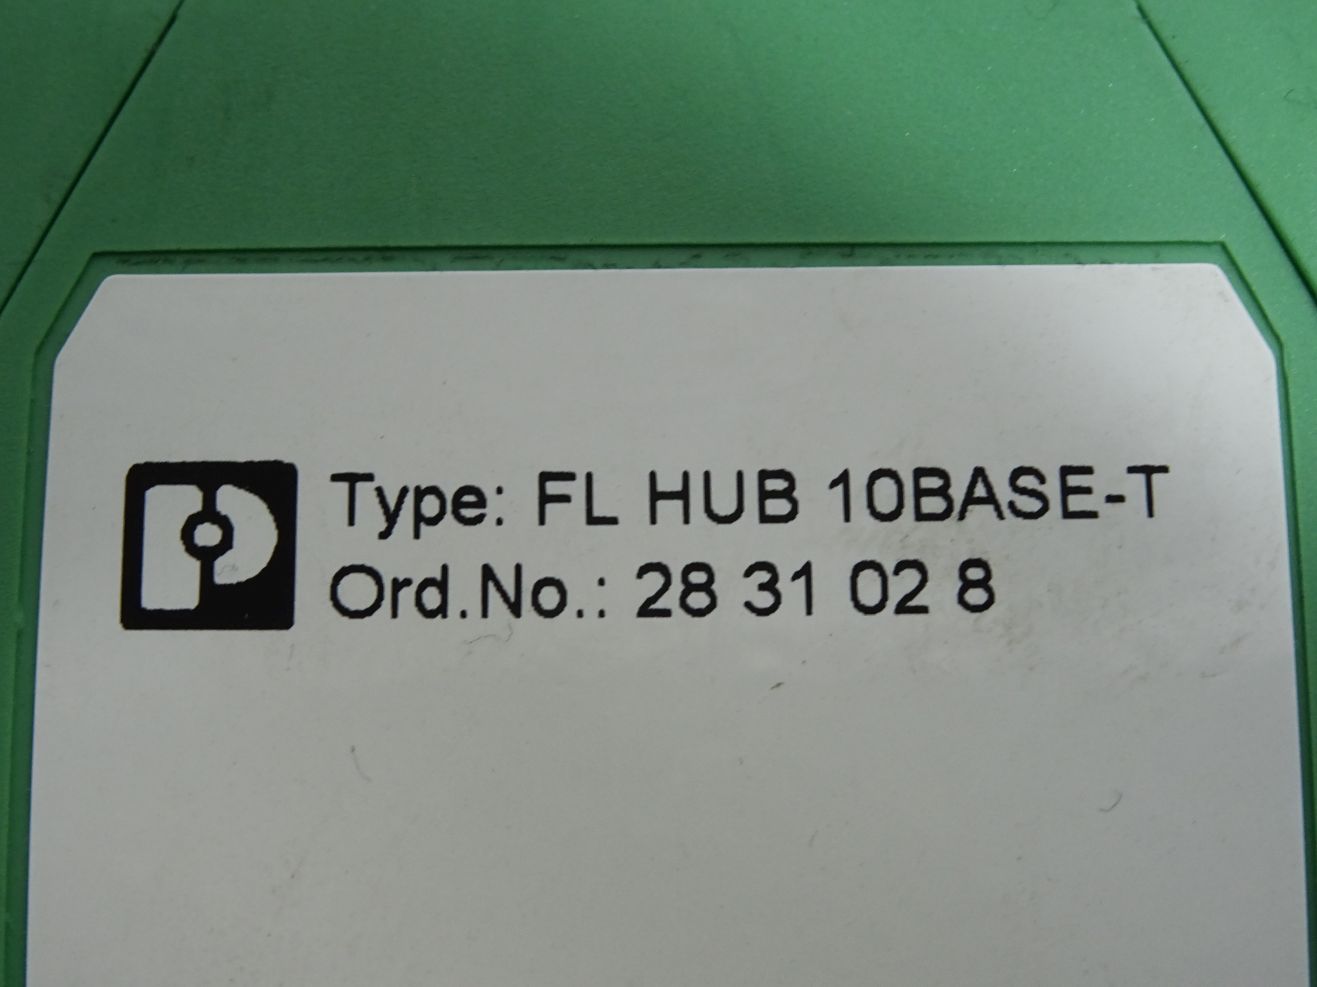 Type: FL HUB 10BASE-T
Ord.No.: 28 31 02 8